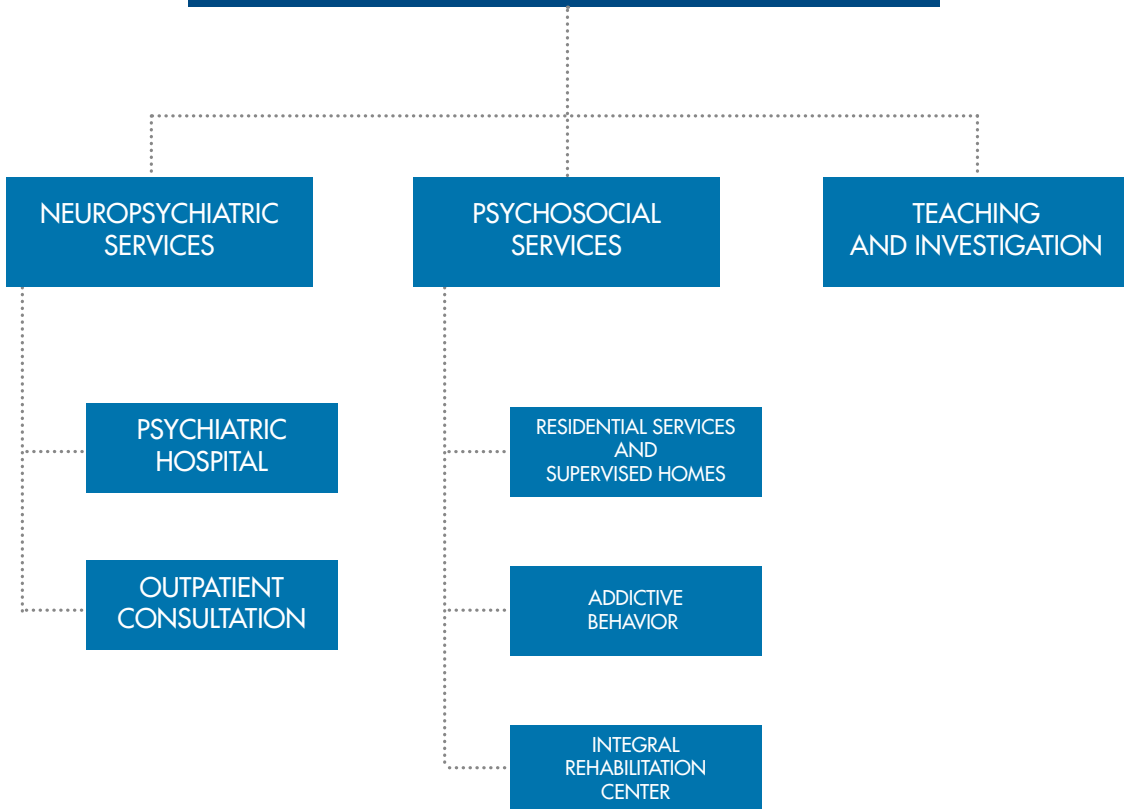 NEUROPSYCHIATRIC
SERVICES
PSYCHOSOCIAL
SERVICES
TEACHING
AND INVESTIGATION
PSYCHIATRIC
HOSPITAL
OUTPATIENT
CONSULTATION
RESIDENTIAL SERVICES
AND
SUPERVISED HOMES
ADDICTIVE
BEHAVIOR
INTEGRAL
REHABILITATION
CENTER